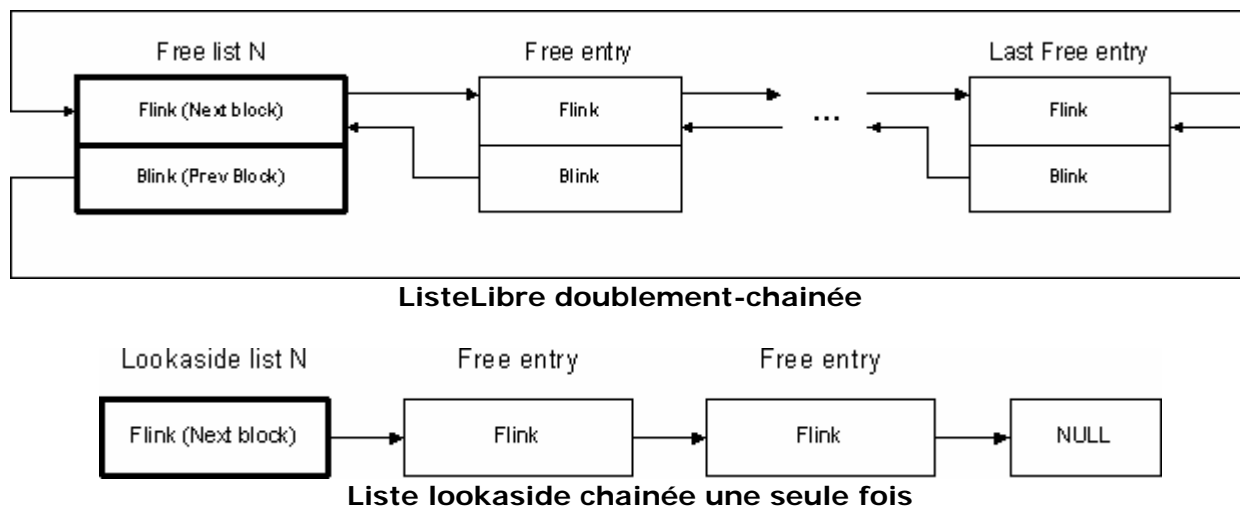 Free list N Free entry Last Free entry
Flink (Next block) Flink ... Flink
Blink (Prev Block) Blink Blink
ListeLibre doublement-chainée
Lookaside list N Free entry Free entry
Flink (Next block) Flink Flink NULL
Liste lookaside chainée une seule fois